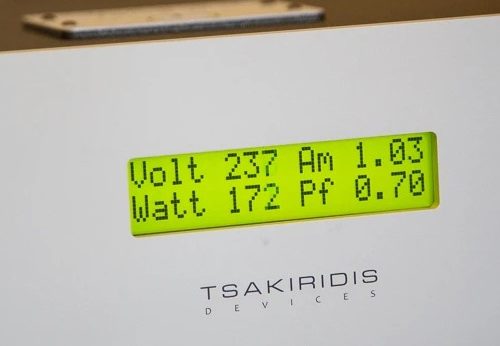 Volt 237 Am 1.03
Watt 172 Pf 0.70
TSAKIRIDIS
DEVICES